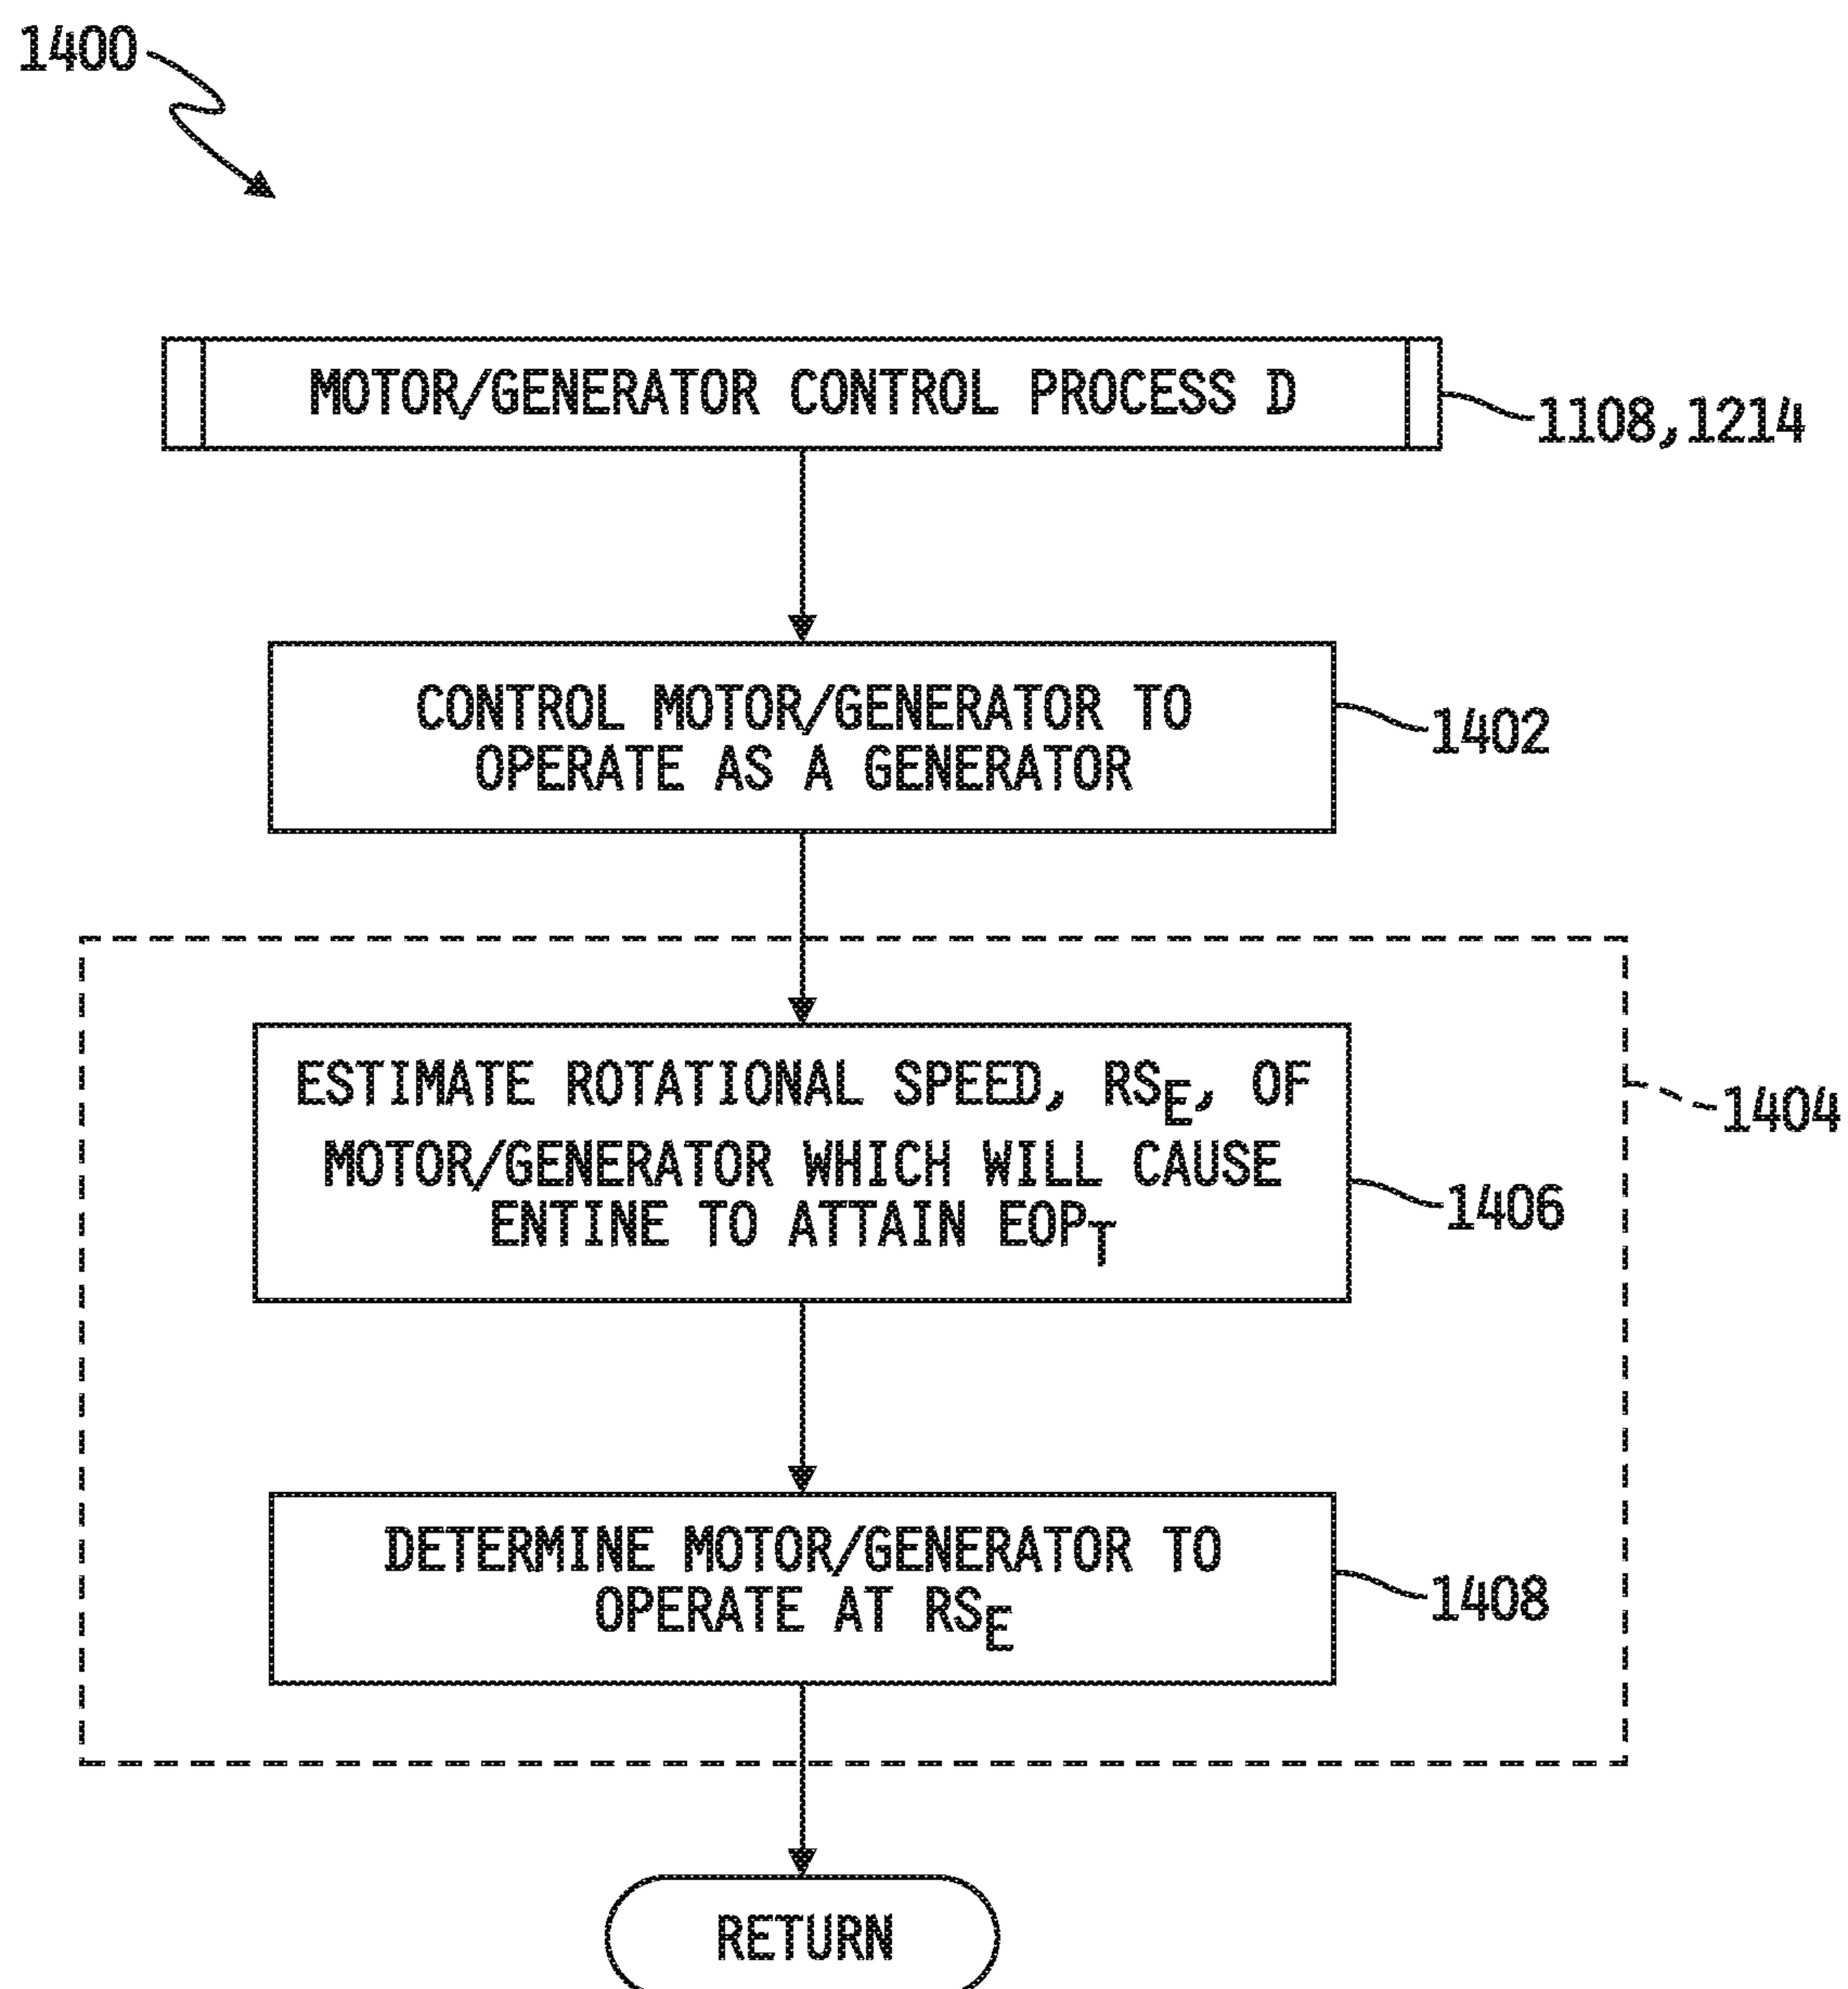 1400
MOTOR/GENERATOR CONTROL PROCESS D
1108,1214
CONTROL MOTOR/GENERATOR TO
OPERATE AS A GENERATOR
1402
ESTIMATE ROTATIONAL SPEED, RSE, OF
MOTOR/GENERATOR WHICH WILL CAUSE
ENTINE TO ATTAIN EOPT
1404
1406
DETERMINE MOTOR/GENERATOR TO
OPERATE AT RSE
1408
RETURN